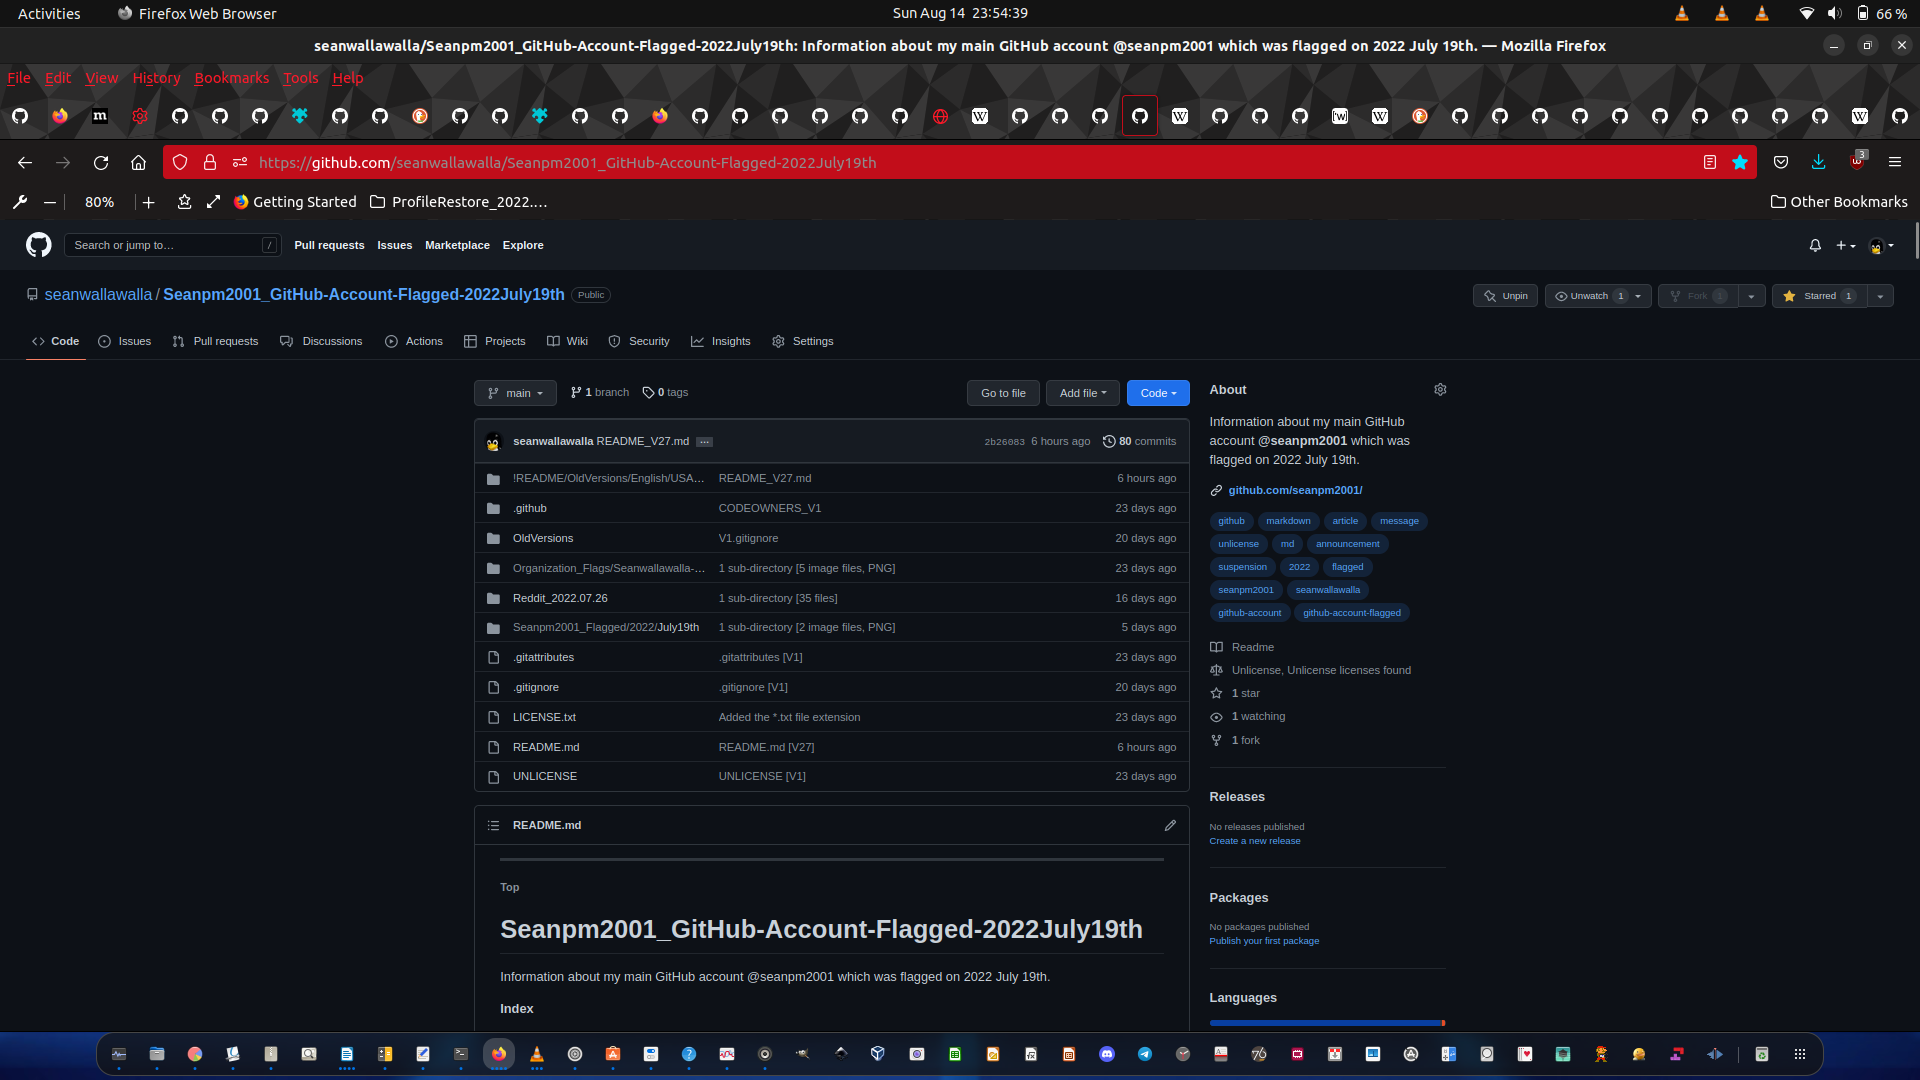 Activities
Firefox Web Browser
Sun Aug 14 23:54:39
66 %
seanwallawalla/Seanpm2001_GitHub-Account-Flagged-2022July19th: Information about my main GitHub account @seanpm2001 which was flagged on 2022 July 19th. — Mozilla Firefox
File Edit View History Bookmarks Tools Help
https://github.com/seanwallawalla/Seanpm2001_GitHub-Account-Flagged-2022July19th
3
80%
Getting Started
ProfileRestore_2022....
Other Bookmarks
Search or jump to...
/
Pull requests Issues Marketplace Explore
seanwallawalla / Seanpm2001_GitHub-Account-Flagged-2022July19th Public
Unpin
Unwatch 1
Fork 1
Starred 1
Code Issues Pull requests Discussions Actions Projects Wiki Security Insights Settings
main
1 branch
0 tags
Go to file
Add file
Code
seanwallawalla README_V27.md ...
2b26083 6 hours ago 80 commits
!README/OldVersions/English/USA... README_V27.md 6 hours ago
.github CODEOWNERS_V1 23 days ago
OldVersions V1.gitignore 20 days ago
Organization_Flags/Seanwallawalla-... 1 sub-directory [5 image files, PNG] 23 days ago
Reddit_2022.07.26 1 sub-directory [35 files] 16 days ago
Seanpm2001_Flagged/2022/July19th 1 sub-directory [2 image files, PNG] 5 days ago
.gitattributes .gitattributes [V1] 23 days ago
.gitignore .gitignore [V1] 20 days ago
LICENSE.txt Added the *.txt file extension 23 days ago
README.md README.md [V27] 6 hours ago
UNLICENSE UNLICENSE [V1] 23 days ago
README.md
Top
Seanpm2001_GitHub-Account-Flagged-2022July19th
Information about my main GitHub account @seanpm2001 which was flagged on 2022 July 19th.
Index
About
Information about my main GitHub
account @seanpm2001 which was
flagged on 2022 July 19th.
github.com/seanpm2001/
github markdown article message
unlicense md announcement
suspension 2022 flagged
seanpm2001 seanwallawalla
github-account github-account-flagged
Readme
Unlicense, Unlicense licenses found
1 star
1 watching
1 fork
Releases
No releases published
Create a new release
Packages
No packages published
Publish your first package
Languages